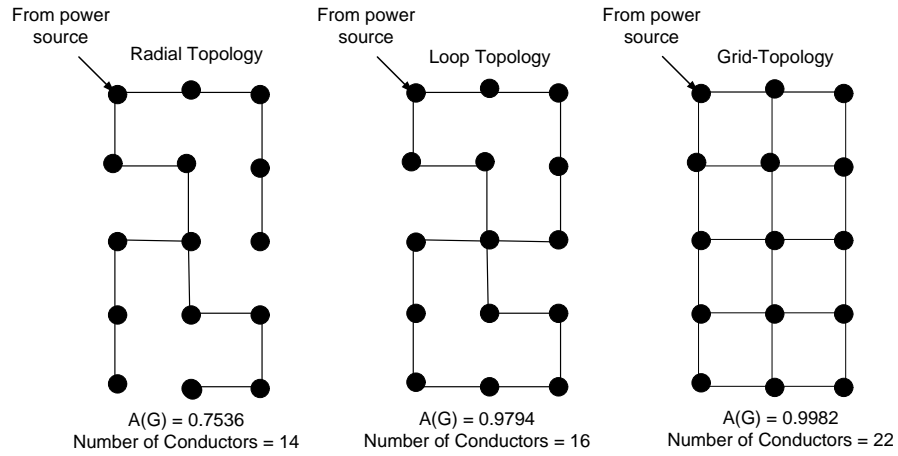 From power
source
Radial Topology
A(G) = 0.7536
Number of Conductors = 14
From power
source
Loop Topology
A(G) = 0.9794
Number of Conductors = 16
From power
source
Grid-Topology
A(G) = 0.9982
Number of Conductors = 22